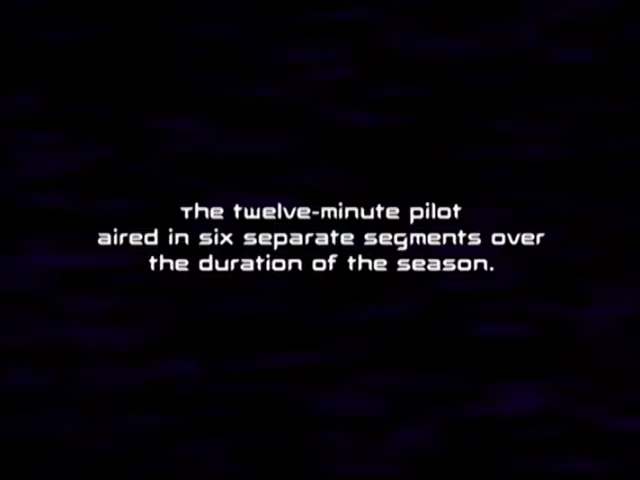 The twelve-minute pilot
aired in six separate segments over
the duration of the season.